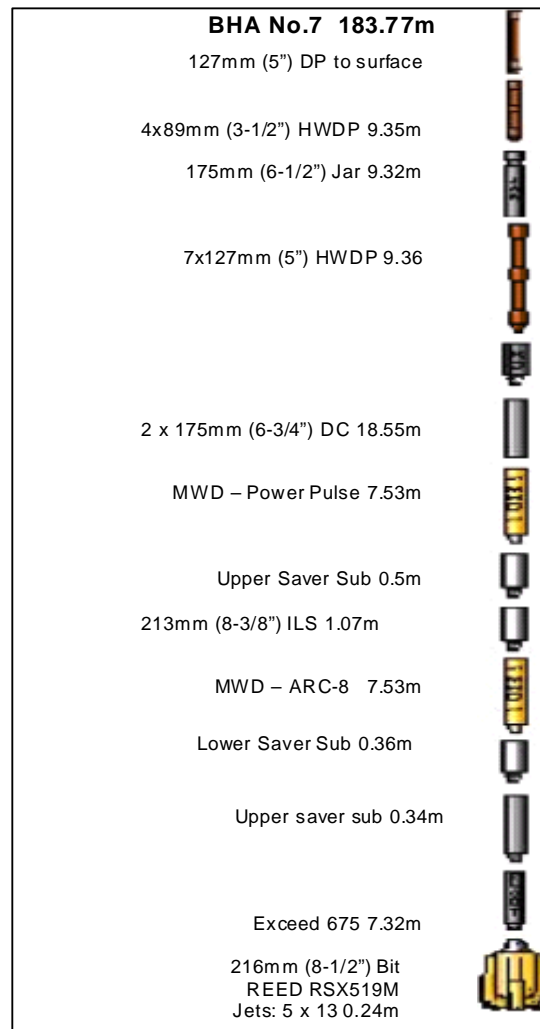 BHA No.7 183.77m
127mm (5”) DP to surface
4x89mm (3-1/2”) HWDP 9.35m
175mm (6-1/2”) Jar 9.32m
7x127mm (5”) HWDP 9.36
2 x 175mm (6-3/4”) DC 18.55m
MWD – Power Pulse 7.53m
Upper Saver Sub 0.5m
213mm (8-3/8”) ILS 1.07m
MWD – ARC-8 7.53m
Lower Saver Sub 0.36m
Upper saver sub 0.34m
Exceed 675 7.32m
216mm (8-1/2”) Bit
REED RSX519M
Jets: 5 x 13 0.24m